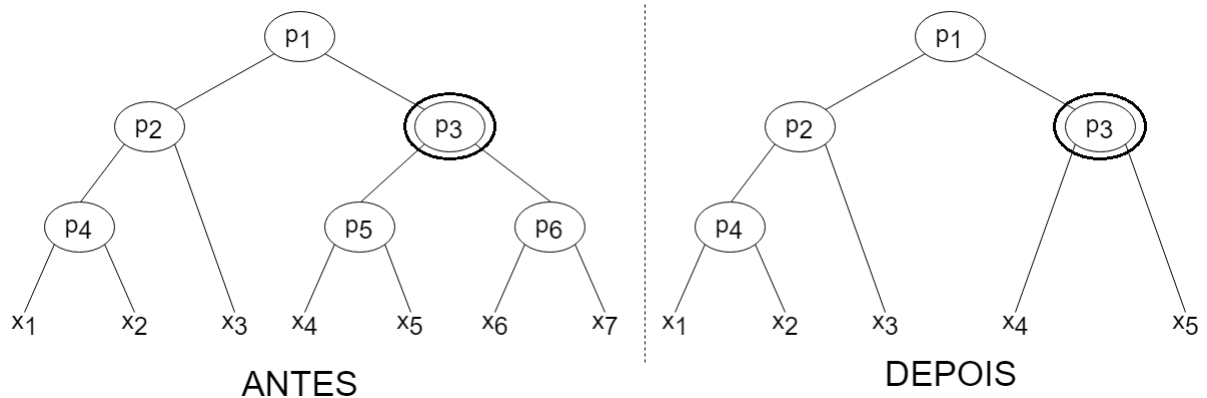 p1 p1
p2 p3 p2 p3
p4 p5 p6 p4
x1 x2 x3 x4 x5 x6 x7 x1 x2 x3 x4 x5
ANTES DEPOIS